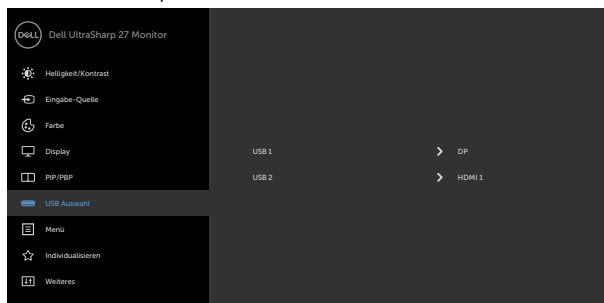 DELL Dell UltraSharp 27 Monitor
Helligkeit/Kontrast
Eingabe-Quelle
Farbe
Display
USB 1 DP
PIP/PBP
USB 2 HDMI 1
USB Auswahl
Menü
Individualisieren
Weiteres